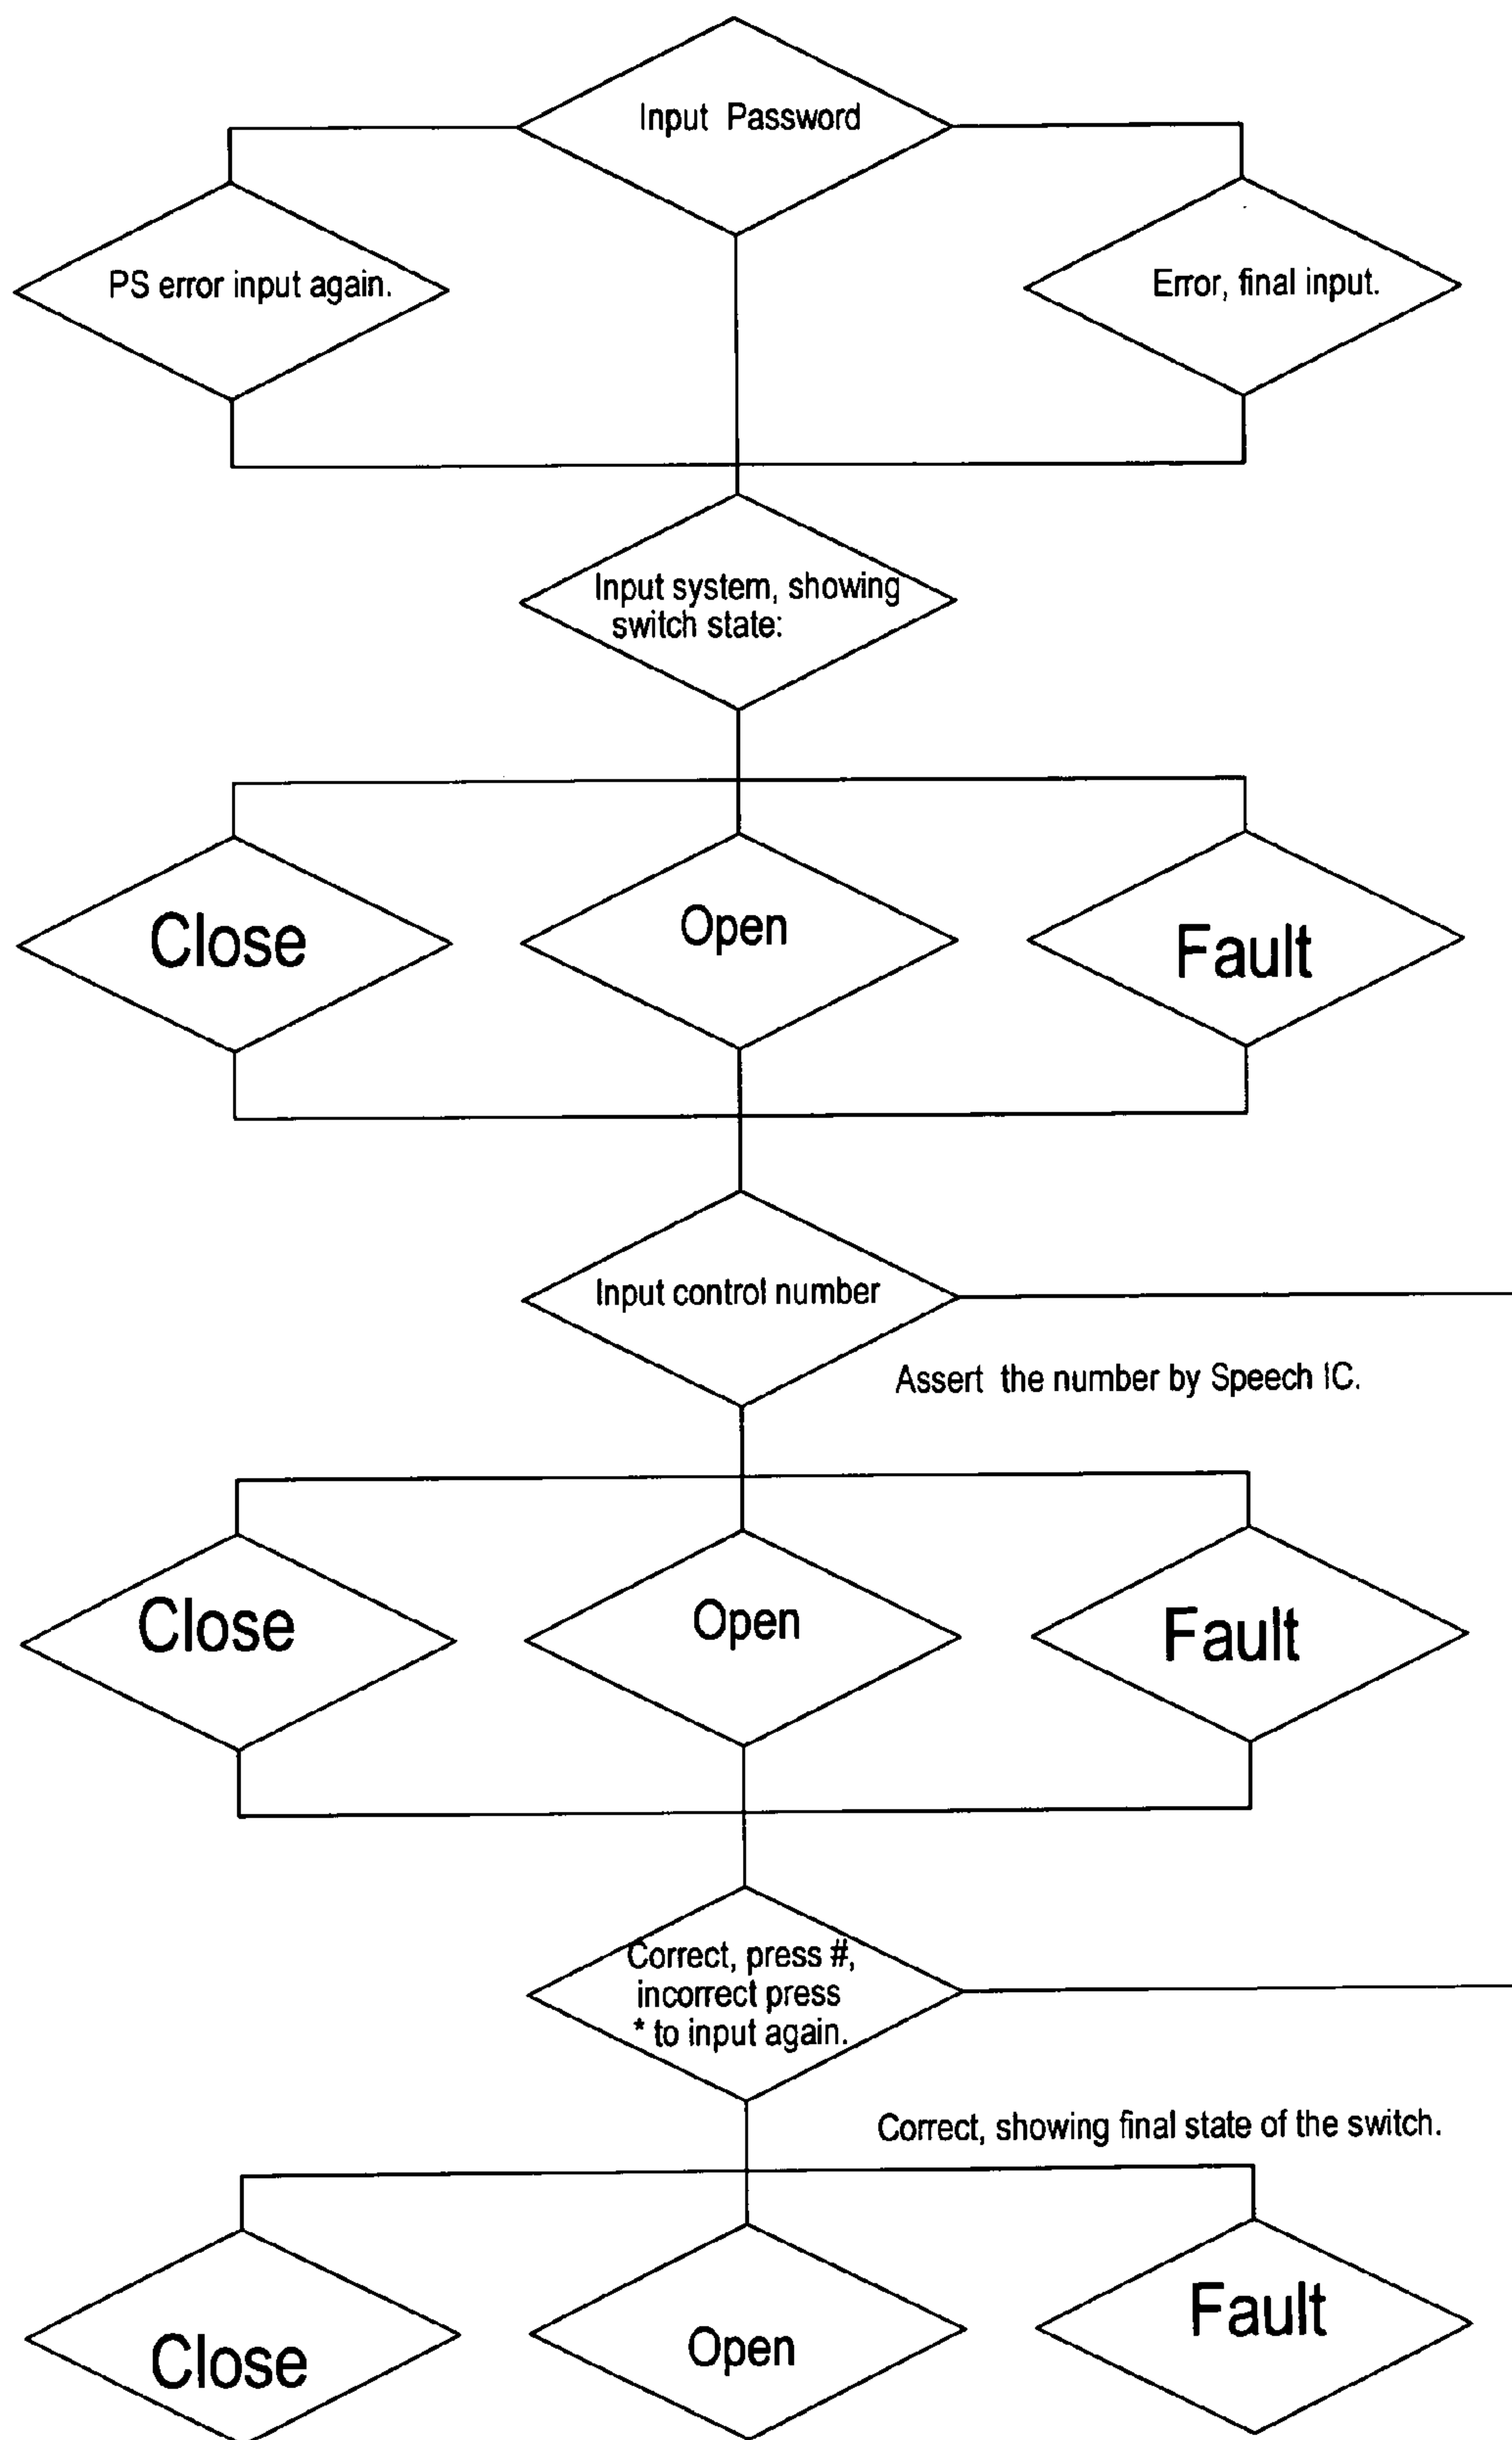 Input Password
PS error input again.
Error, final input.
Input system, showing
switch state:
Close
Open
Fault
Input control number
Assert the number by Speech IC.
Close
Open
Fault
Correct, press #,
incorrect press
* to input again.
Correct, showing final state of the switch.
Close
Open
Fault